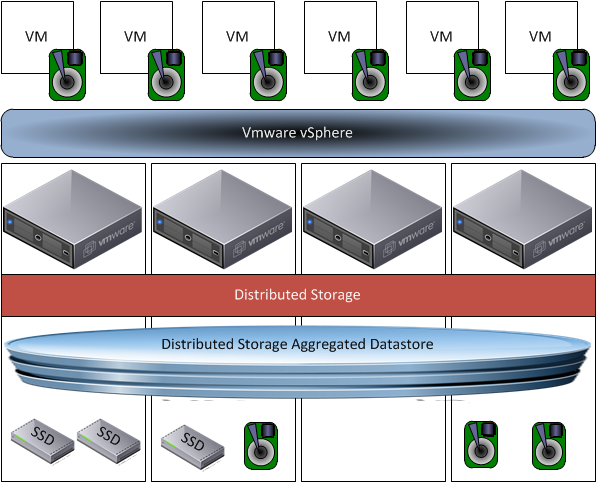 VM VM VM VM VM VM
Vmware vSphere
vmware vmware vmware vmware
Distributed Storage
Distributed Storage Aggregated Datastore
SSD SSD SSD